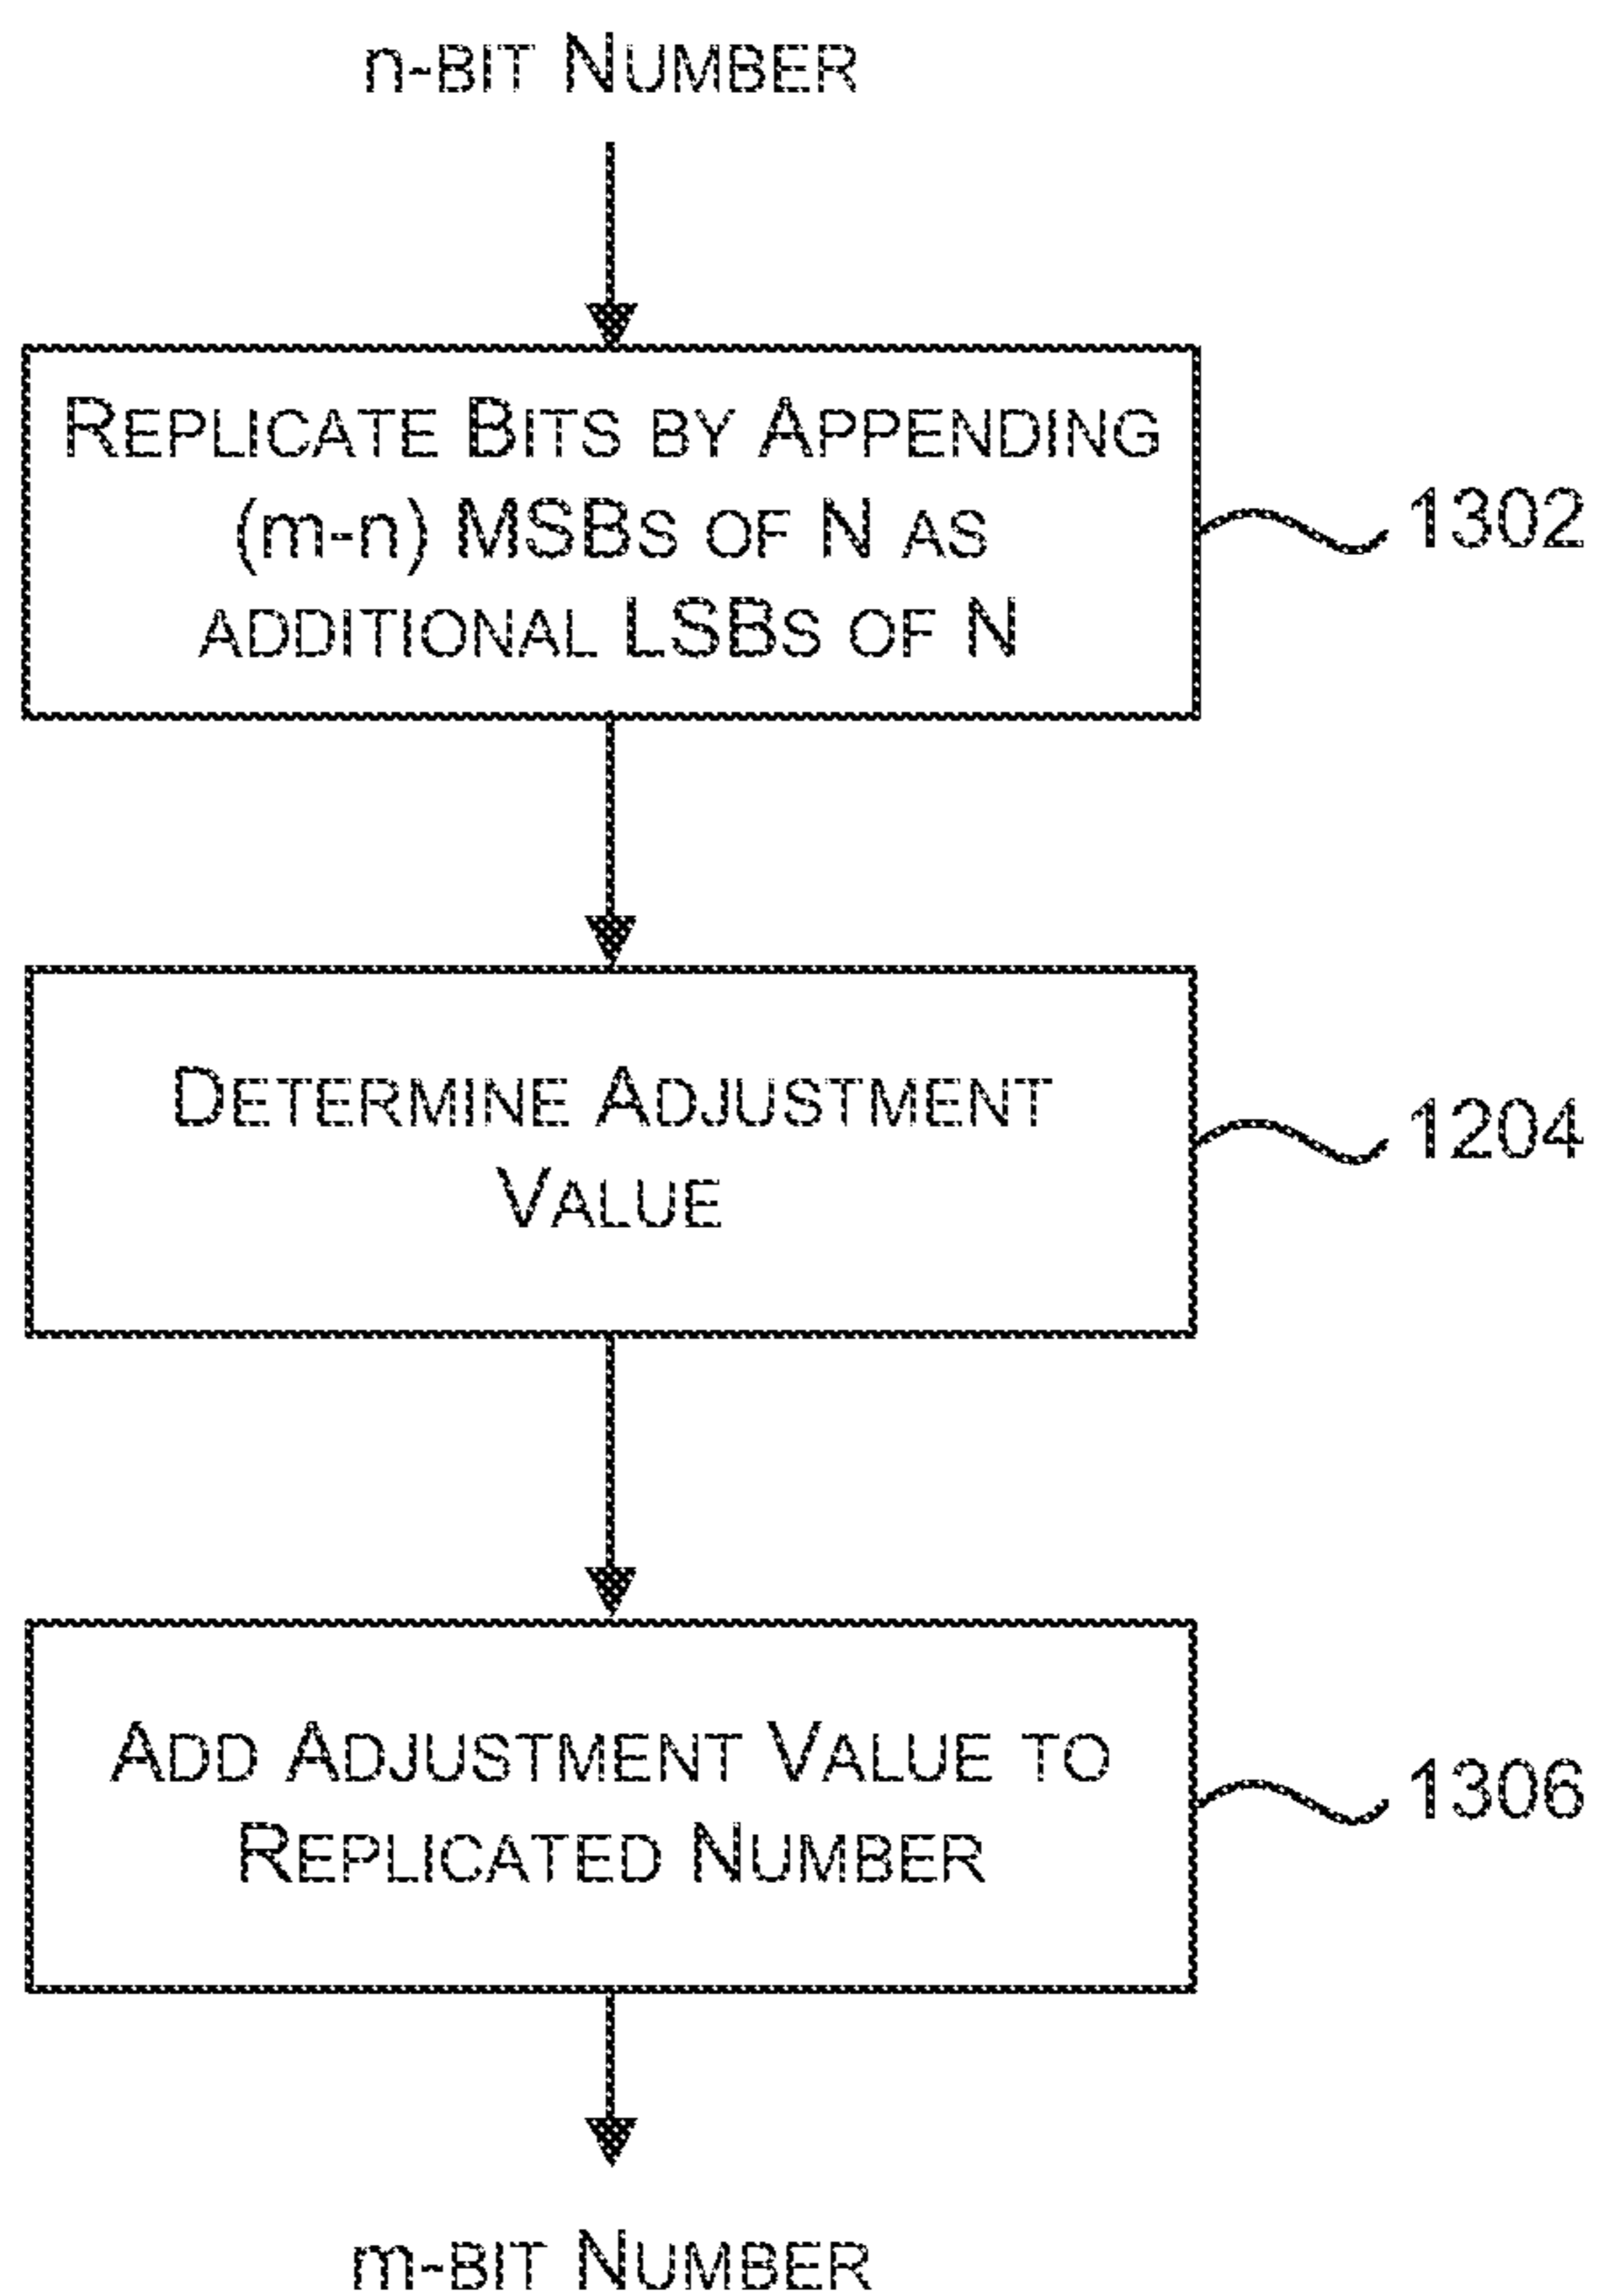 n-BIT NUMBER
REPLICATE BITS BY APPENDING
(m-n) MSBS OF N AS
ADDITIONAL LSBS OF N
1302
DETERMINE ADJUSTMENT
VALUE
1204
ADD ADJUSTMENT VALUE TO
REPLICATED NUMBER
1306
m-BIT NUMBER